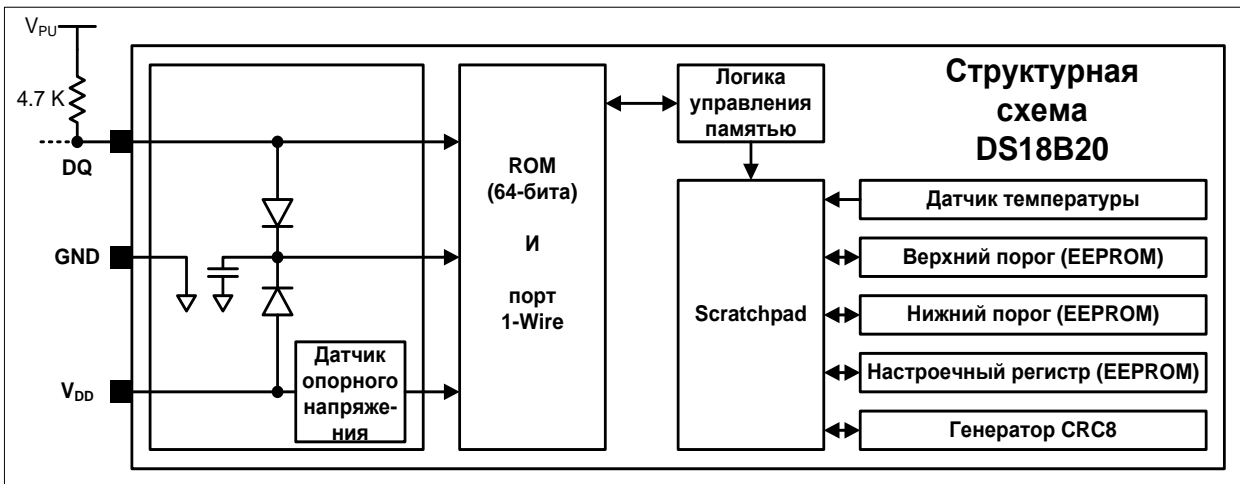 V_PU
4.7 K
DQ
GND
V_DD
Датчик
опорного
напряже-
ния
ROM
(64-бита)
И
порт
1-Wire
Логика
управления
памятью
Scratchpad
Структурная
схема
DS18B20
Датчик температуры
Верхний порог (EEPROM)
Нижний порог (EEPROM)
Настроечный регистр (EEPROM)
Генератор CRC8